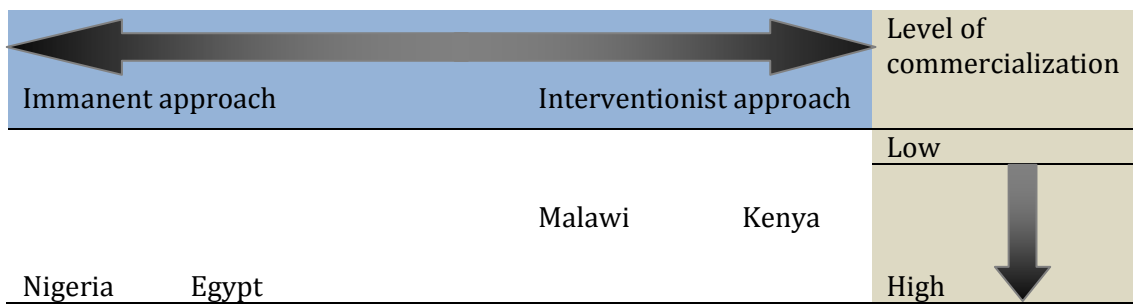 Level of
commercialization
Immanent approach Interventionist approach
Low
Malawi Kenya
Nigeria Egypt High